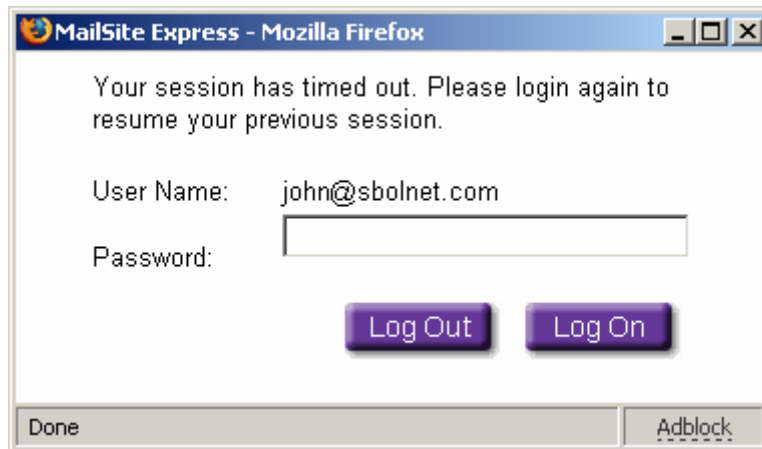 MailSite Express - Mozilla Firefox
Your session has timed out. Please login again to
resume your previous session.
User Name: john@sbolnet.com
Password:
Log Out Log On
Done Adblock